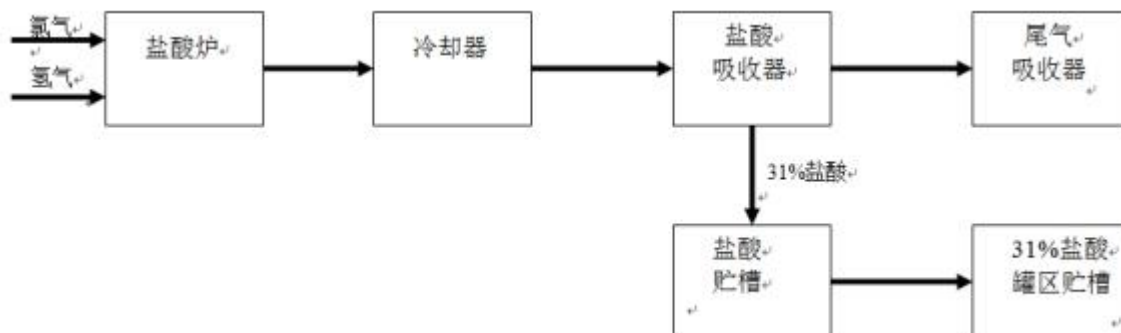 氯气
氢气
盐酸炉
冷却器
盐酸
吸收器
尾气
吸收器
31%盐酸
盐酸
贮槽
31%盐酸
罐区贮槽